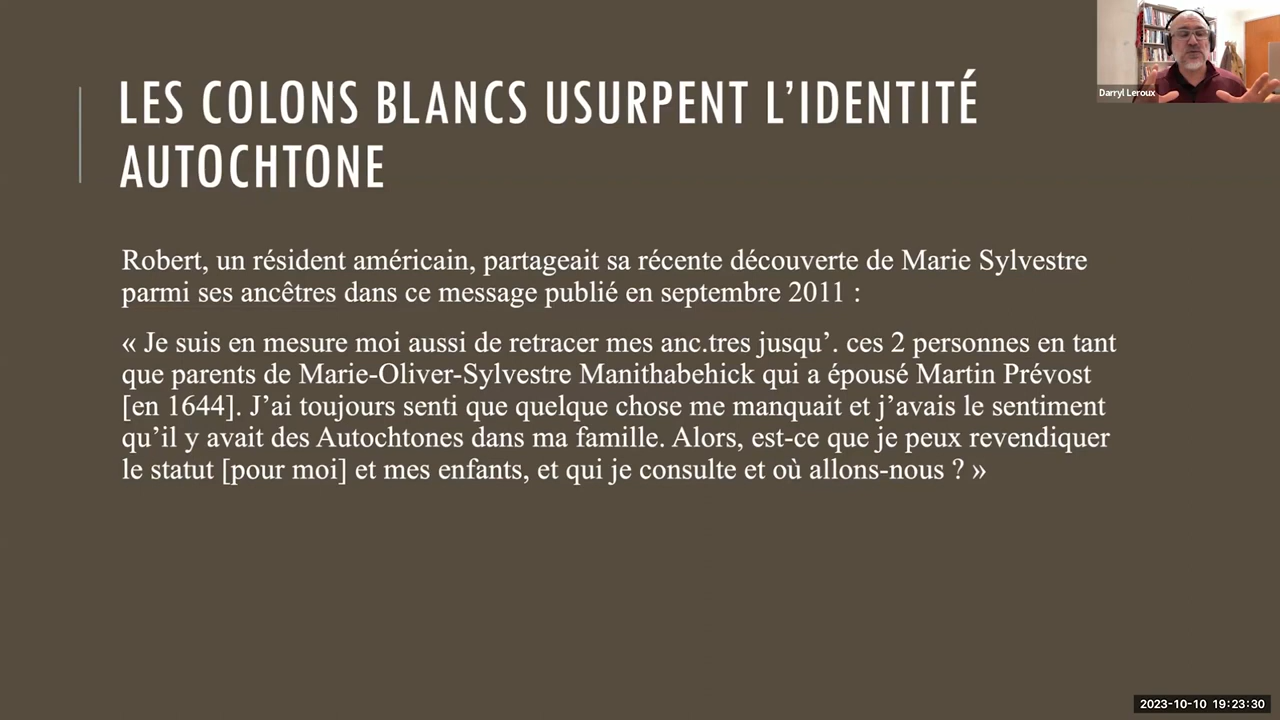 LES COLONS BLANCS USURPENT L’IDENTITÉ
AUTOCHTONE
Darryl Leroux
Robert, un résident américain, partageait sa récente découverte de Marie Sylvestre
parmi ses ancêtres dans ce message publié en septembre 2011 :
« Je suis en mesure moi aussi de retracer mes anc.tres jusqu’. ces 2 personnes en tant
que parents de Marie-Oliver-Sylvestre Manithabehick qui a épousé Martin Prévost
[en 1644]. J’ai toujours senti que quelque chose me manquait et j’avais le sentiment
qu’il y avait des Autochtones dans ma famille. Alors, est-ce que je peux revendiquer
le statut [pour moi] et mes enfants, et qui je consulte et où allons-nous ? »
2023-10-10 19:23:30